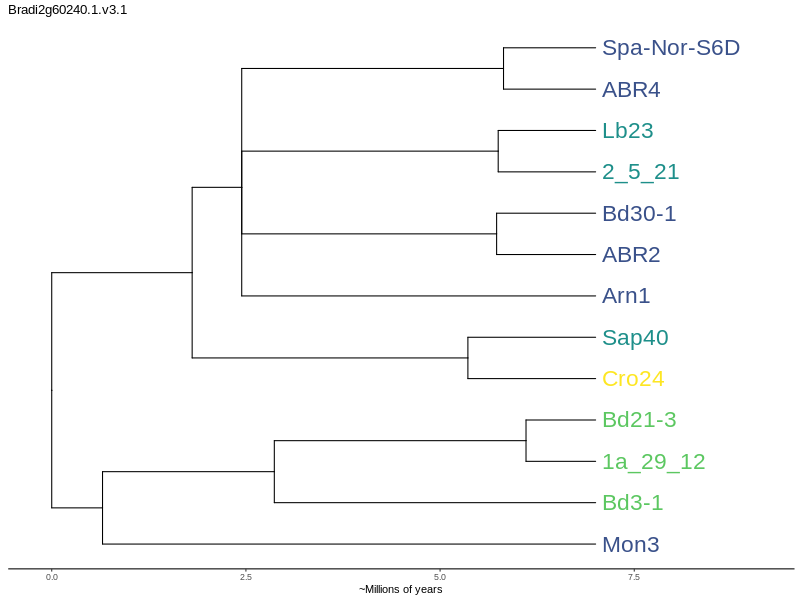 Bradi2g60240.1.v3.1
Spa-Nor-S6D
ABR4
Lb23
2_5_21
Bd30-1
ABR2
Arn1
Sap40
Cro24
Bd21-3
1a_29_12
Bd3-1
Mon3
0.0 2.5 5.0 7.5
~Millions of years